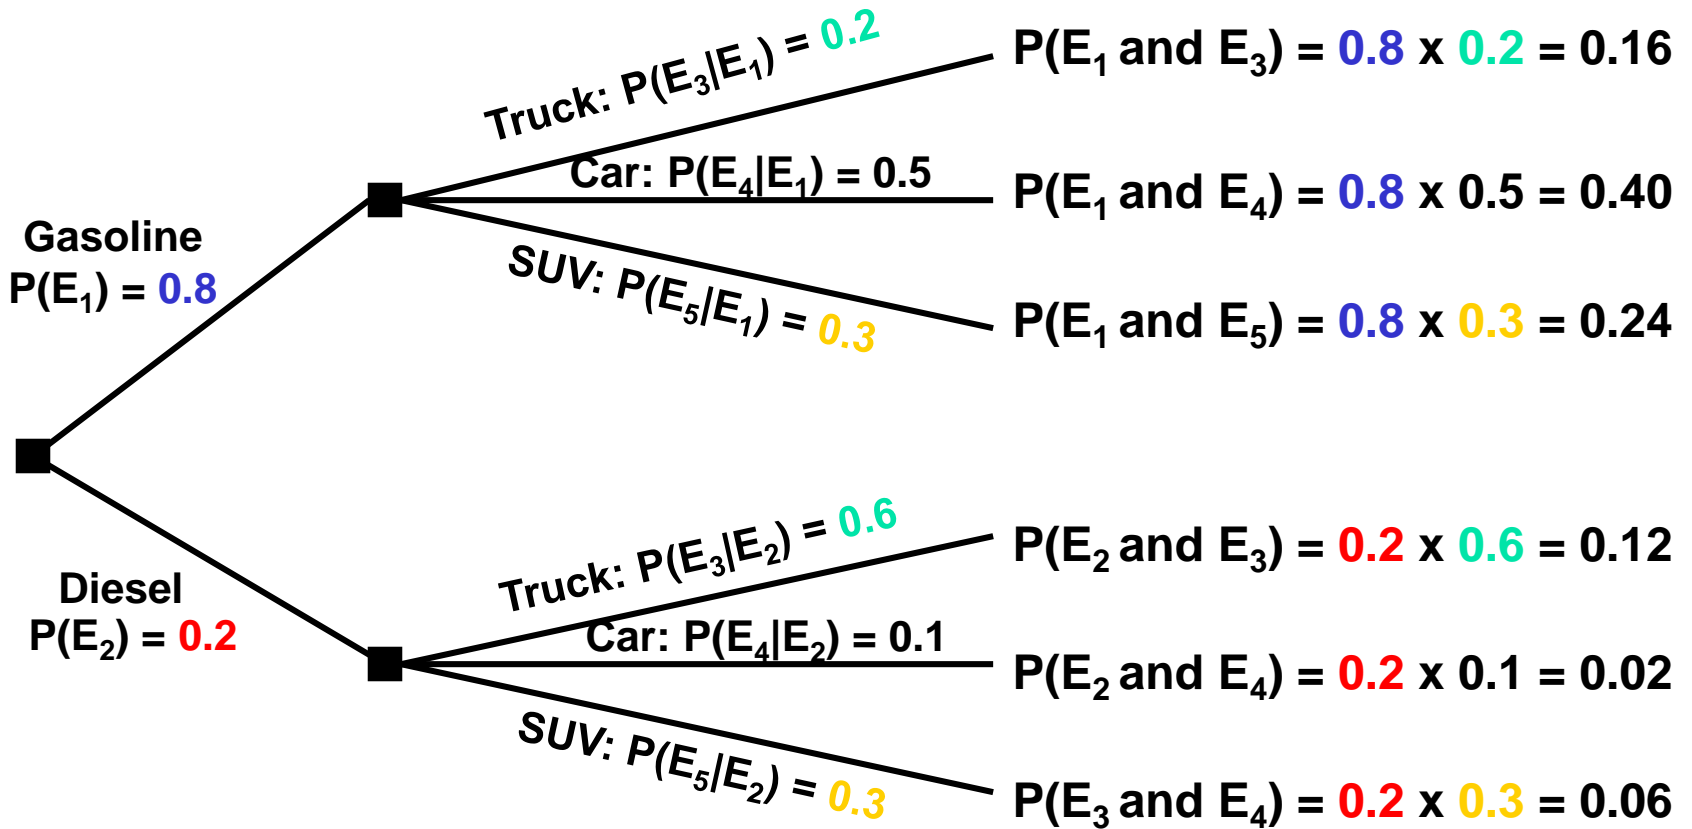 Truck: P(E₃|E₁) = 0.2
P(E₁ and E₃) = 0.8 x 0.2 = 0.16
Car: P(E₄|E₁) = 0.5
P(E₁ and E₄) = 0.8 x 0.5 = 0.40
Gasoline
P(E₁) = 0.8
SUV: P(E₅|E₁) = 0.3
P(E₁ and E₅) = 0.8 x 0.3 = 0.24
Truck: P(E₃|E₂) = 0.6
P(E₂ and E₃) = 0.2 x 0.6 = 0.12
Diesel
P(E₂) = 0.2
Car: P(E₄|E₂) = 0.1
P(E₂ and E₄) = 0.2 x 0.1 = 0.02
SUV: P(E₅|E₂) = 0.3
P(E₃ and E₄) = 0.2 x 0.3 = 0.06